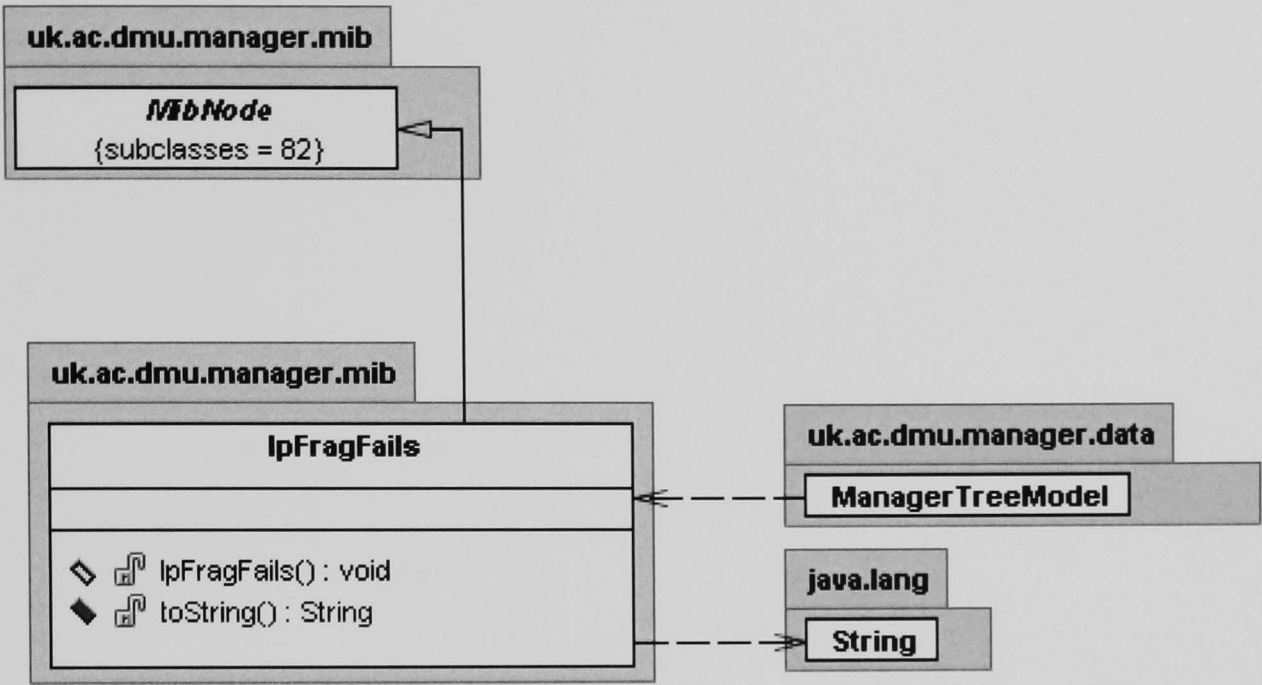 uk.ac.dmu.manager.mib
MibNode
{subclasses = 82}
uk.ac.dmu.manager.mib
IpFragFails
IpFragFails() : void
toString() : String
uk.ac.dmu.manager.data
ManagerTreeModel
java.lang
String